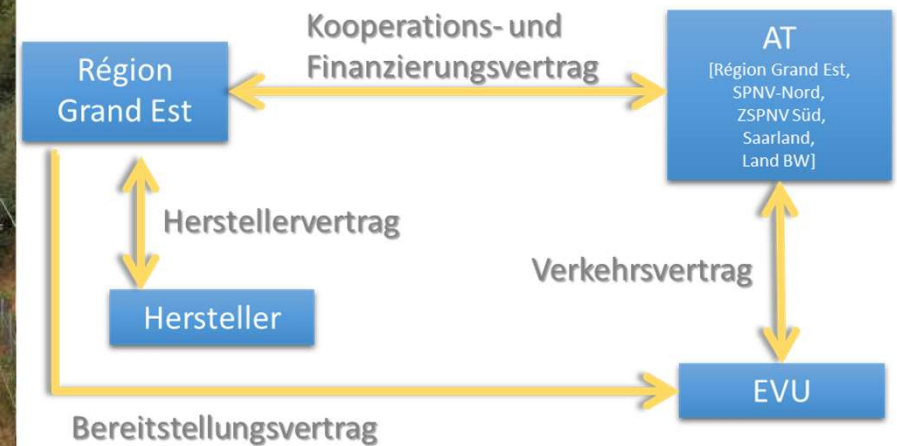 Kooperations- und
Finanzierungsvertrag
Région
Grand Est
AT
[Région Grand Est,
SPNV-Nord,
ZSPNV Süd,
Saarland,
Land BW]
Herstellervertrag
Verkehrsvertrag
Hersteller
EVU
Bereitstellungsvertrag